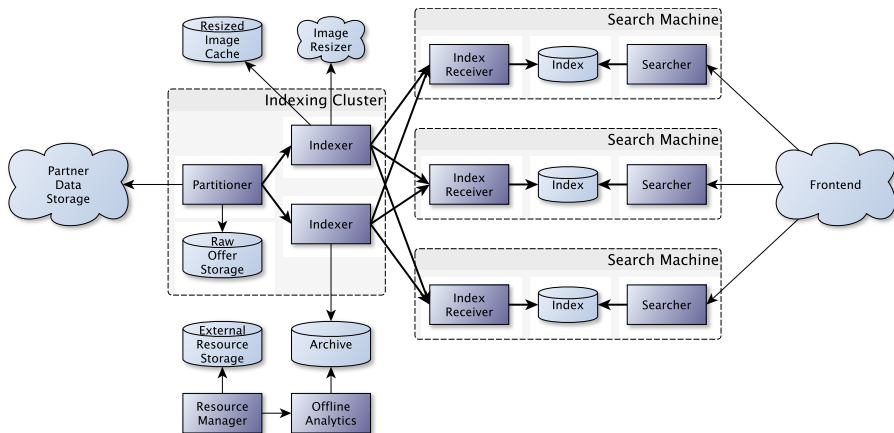 Resized
Image
Cache
Image
Resizer
Search Machine
Index
Receiver
Index
Searcher
Indexing Cluster
Indexer
Search Machine
Partner
Data
Storage
Partitioner
Index
Receiver
Index
Searcher
Frontend
Indexer
Raw
Offer
Storage
Search Machine
Index
Receiver
Index
Searcher
External
Resource
Storage
Archive
Resource
Manager
Offline
Analytics